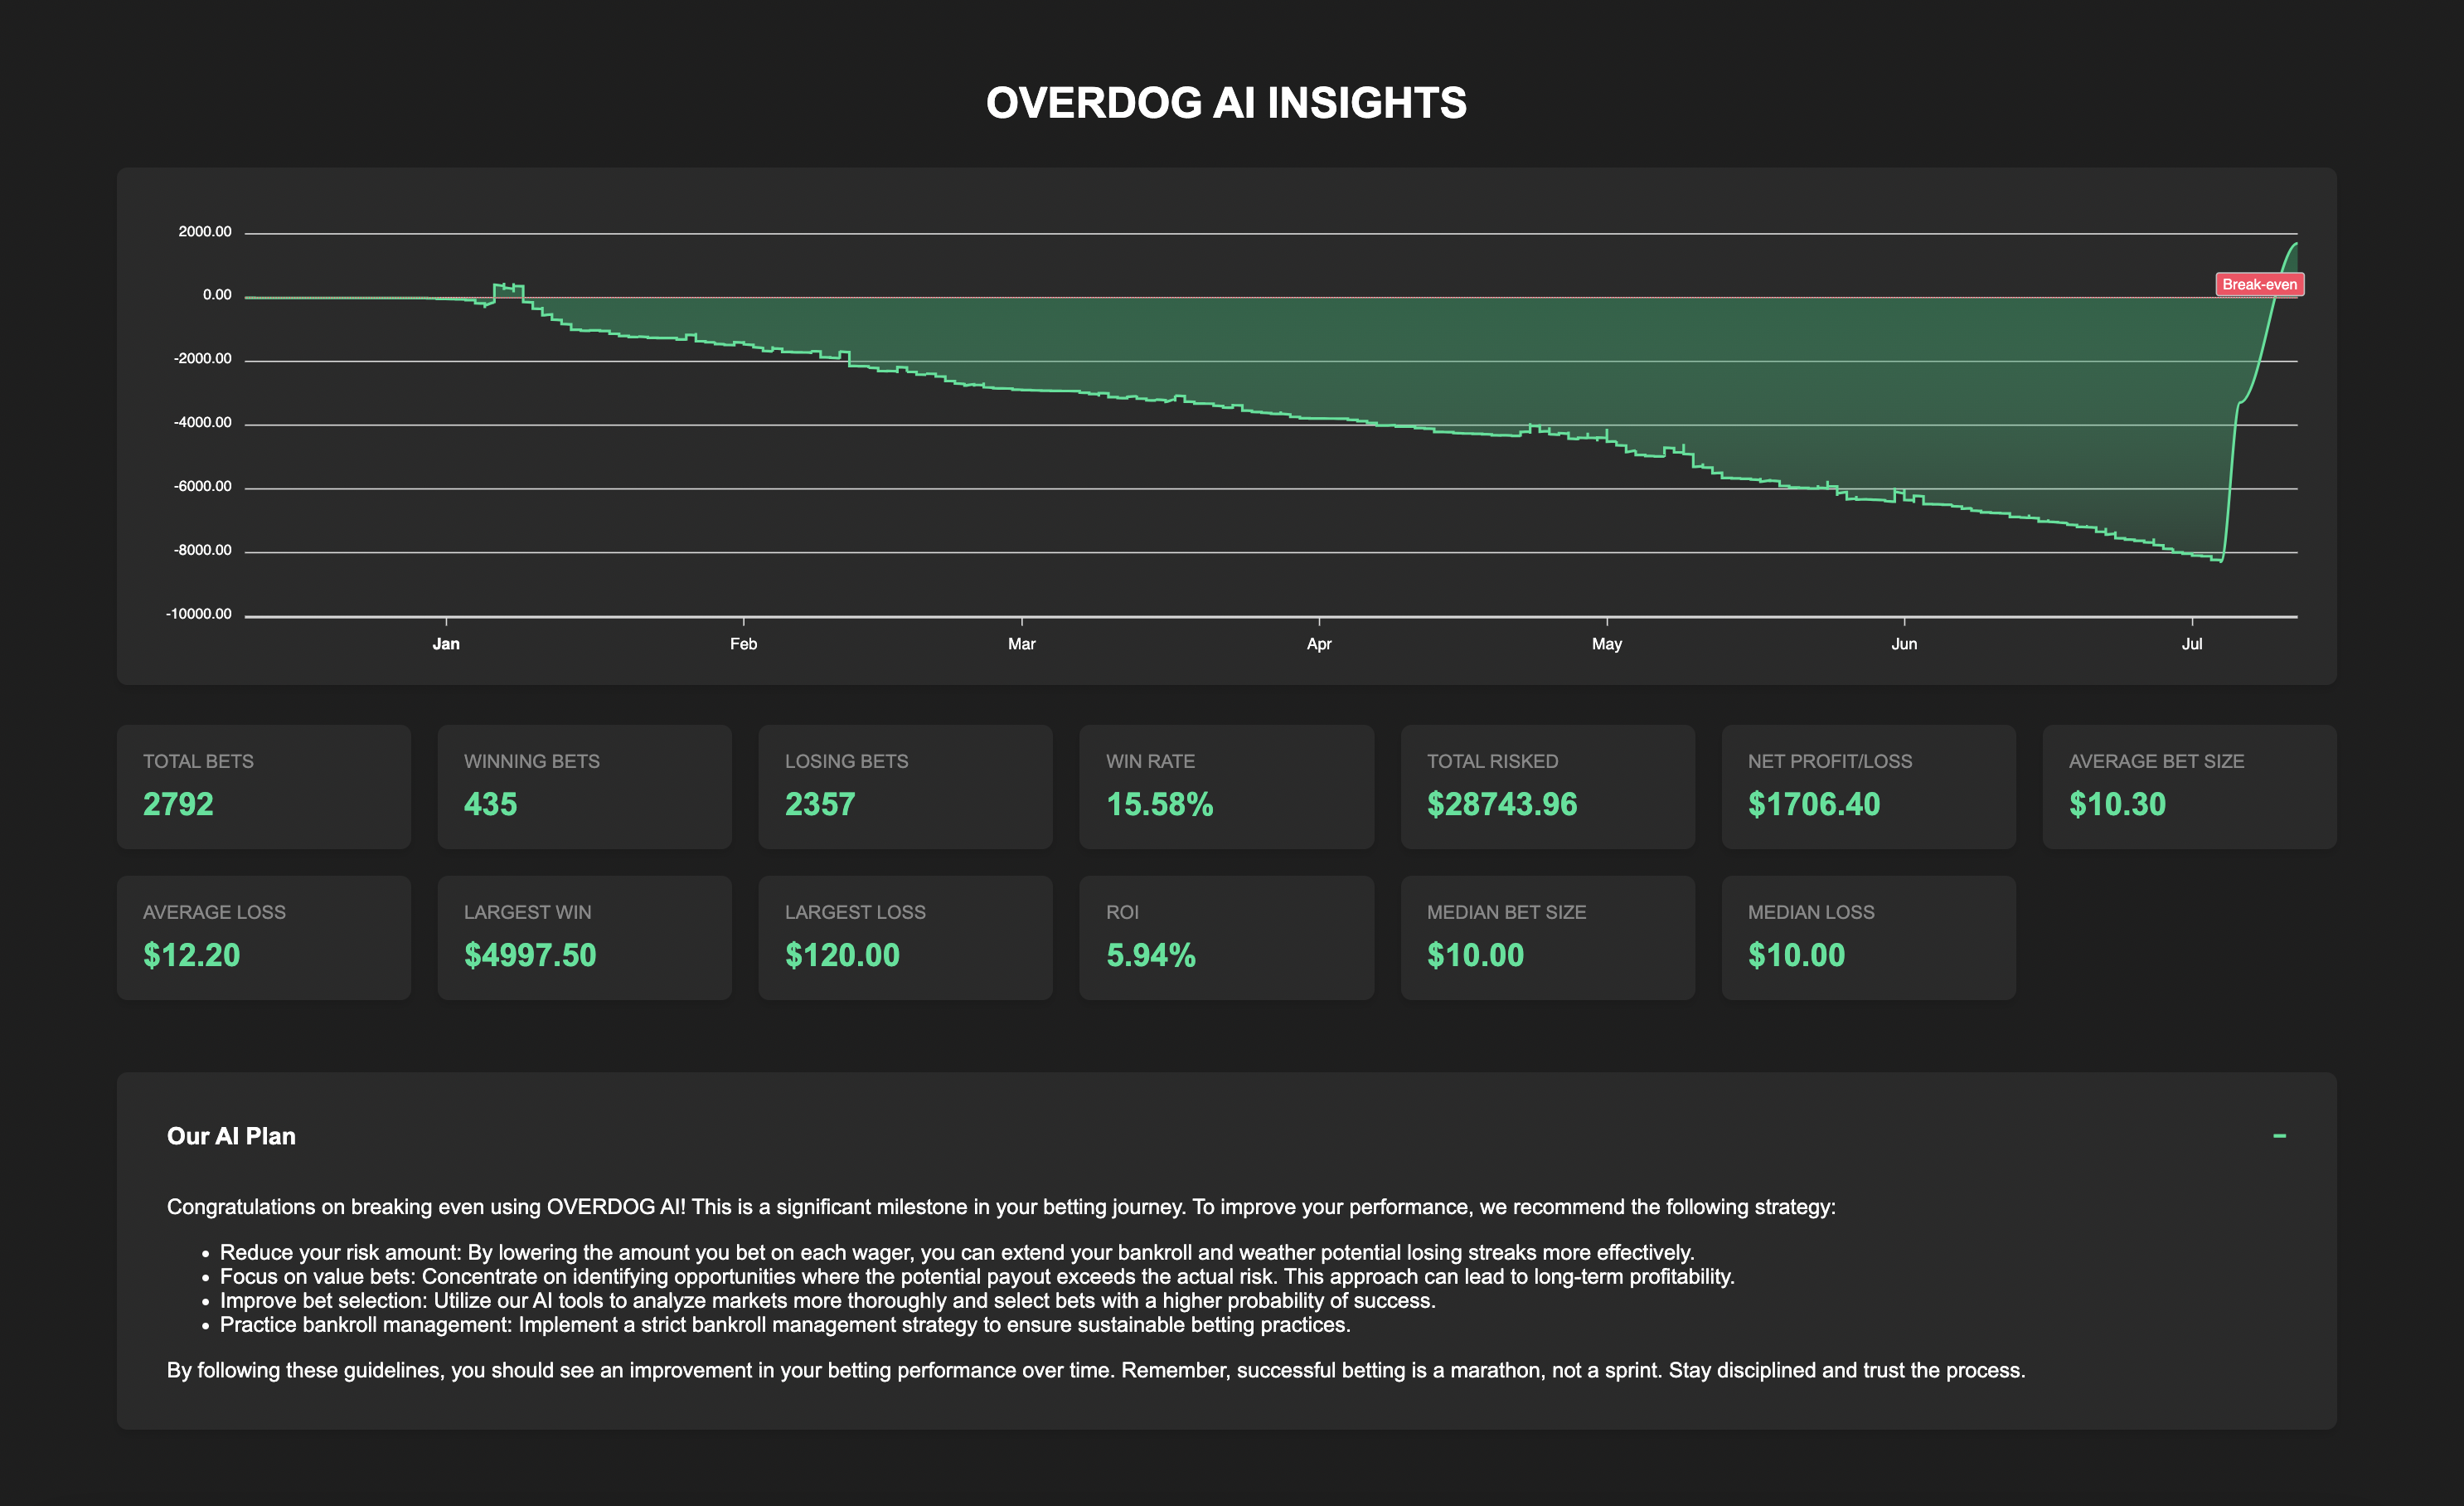 OVERDOG AI INSIGHTS
2000.00
0.00
-2000.00
-4000.00
-6000.00
-8000.00
-10000.00
Break-even
Jan Feb Mar Apr May Jun Jul
TOTAL BETS WINNING BETS LOSING BETS WIN RATE TOTAL RISKED NET PROFIT/LOSS AVERAGE BET SIZE
2792 435 2357 15.58% $28743.96 $1706.40 $10.30
AVERAGE LOSS LARGEST WIN LARGEST LOSS ROI MEDIAN BET SIZE MEDIAN LOSS
$12.20 $4997.50 $120.00 5.94% $10.00 $10.00
Our AI Plan
Congratulations on breaking even using OVERDOG AI! This is a significant milestone in your betting journey. To improve your performance, we recommend the following strategy:
• Reduce your risk amount: By lowering the amount you bet on each wager, you can extend your bankroll and weather potential losing streaks more effectively.
• Focus on value bets: Concentrate on identifying opportunities where the potential payout exceeds the actual risk. This approach can lead to long-term profitability.
• Improve bet selection: Utilize our AI tools to analyze markets more thoroughly and select bets with a higher probability of success.
• Practice bankroll management: Implement a strict bankroll management strategy to ensure sustainable betting practices.
By following these guidelines, you should see an improvement in your betting performance over time. Remember, successful betting is a marathon, not a sprint. Stay disciplined and trust the process.